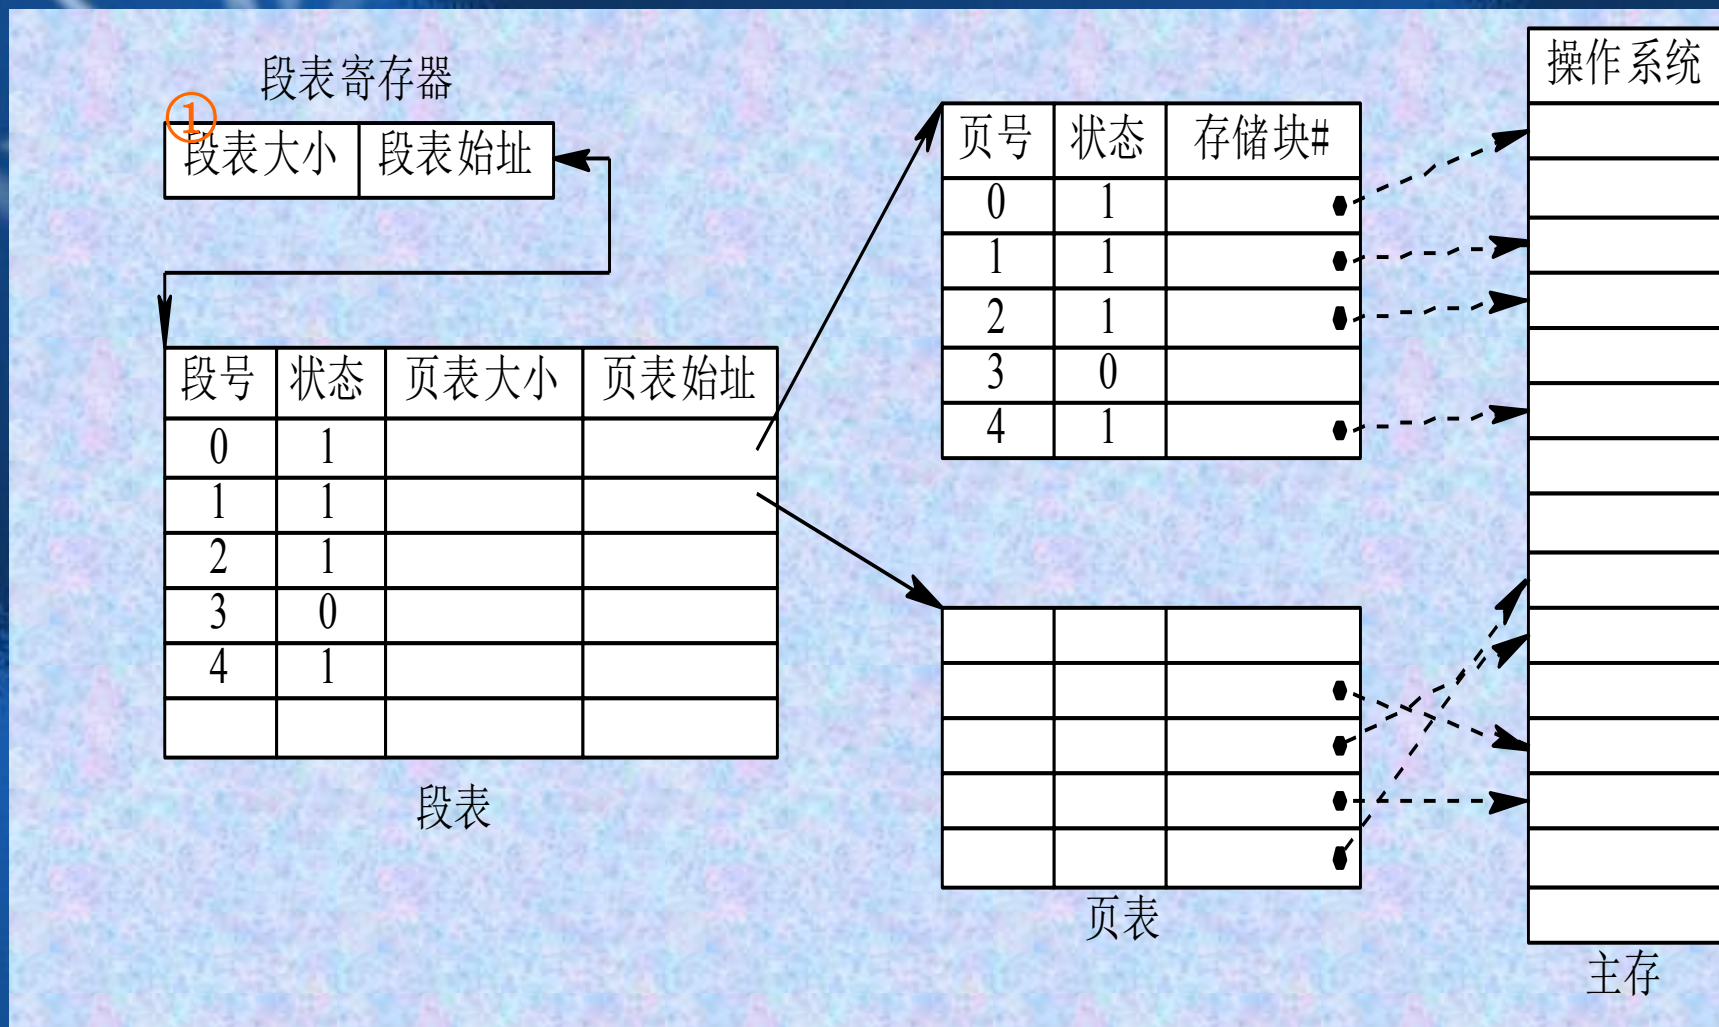 段表寄存器
①
段表大小 段表始址
段号 状态 页表大小 页表始址
0 1
1 1
2 1
3 0
4 1
段表
页号 状态 存储块#
0 1
1 1
2 1
3 0
4 1
页表
操作系统
主存